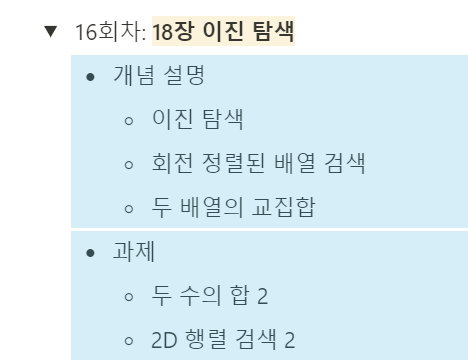 16회차: 18장 이진 탐색
개념 설명
이진 탐색
회전 정렬된 배열 검색
두 배열의 교집합
과제
두 수의 합 2
2D 행렬 검색 2